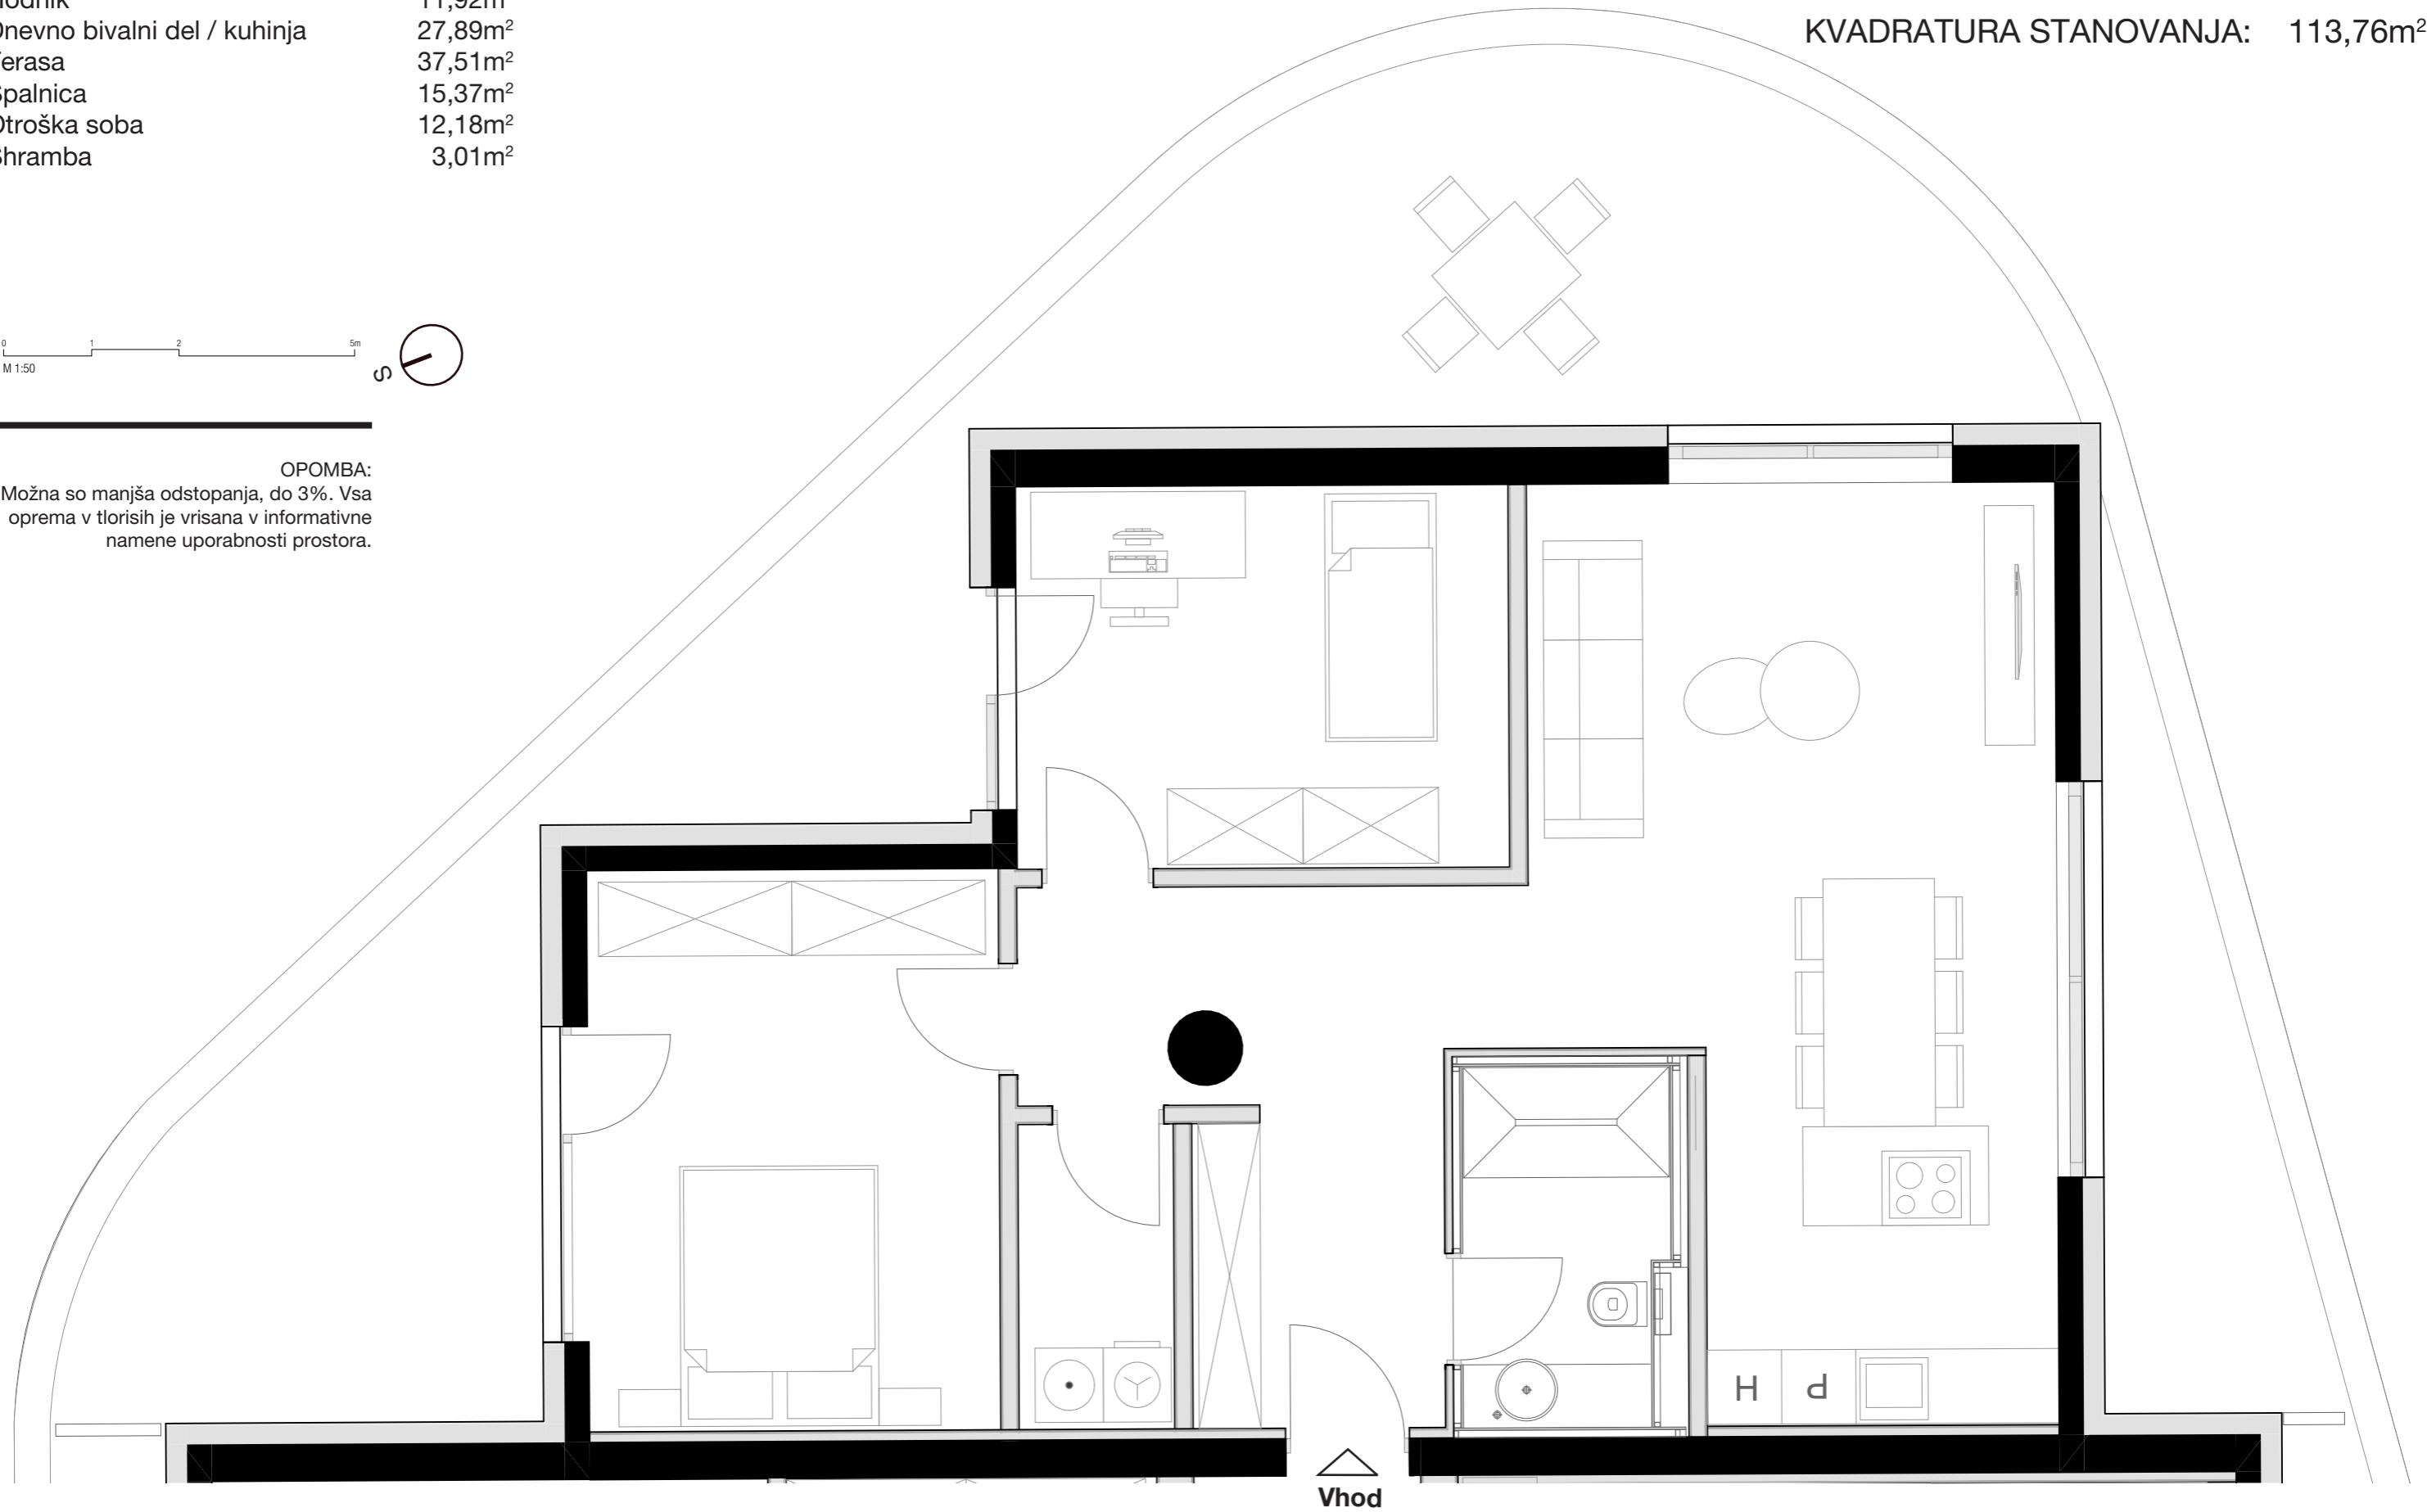 11,92m²
Dnevno bivalni del / kuhinja 27,89m²
Terasa 37,51m²
Spalnica 15,37m²
Otroška soba 12,18m²
Shramba 3,01m²
KVADRATURA STANOVANJA: 113,76m²
0 1 2 5m
M 1:50
S
OPOMBA:
Možna so manjša odstopanja, do 3%. Vsa
oprema v tlorisih je vrisana v informativne
namene uporabnosti prostora.
H P
Vhod